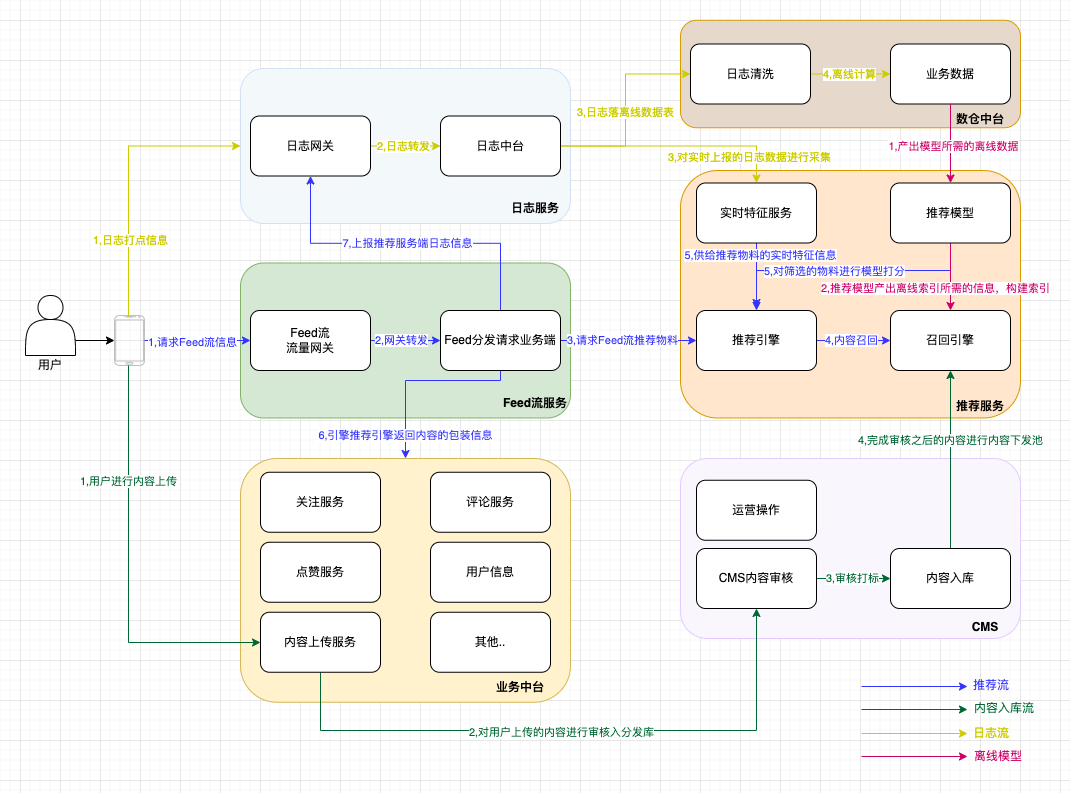 日志清洗
4,离线计算
业务数据
数仓中台
3,日志落离线数据表
日志网关
2,日志转发
日志中台
日志服务
1,产出模型所需的离线数据
3,对实时上报的日志数据进行采集
实时特征服务
推荐模型
1,日志打点信息
7,上报推荐服务端日志信息
5,供给推荐物料的实时特征信息
5,对筛选的物料进行模型打分
2,推荐模型产出离线索引所需的信息，构建索引
用户
1,请求Feed流信息
Feed流
流量网关
2,网关转发
Feed分发请求业务端
3,请求Feed流推荐物料
推荐引擎
4,内容召回
召回引擎
Feed流服务
推荐服务
6,引擎推荐引擎返回内容的包装信息
4,完成审核之后的内容进行内容下发池
1,用户进行内容上传
关注服务
评论服务
运营操作
点赞服务
用户信息
CMS内容审核
3,审核打标
内容入库
内容上传服务
其他..
CMS
业务中台
2,对用户上传的内容进行审核入分发库
推荐流
内容入库流
日志流
离线模型